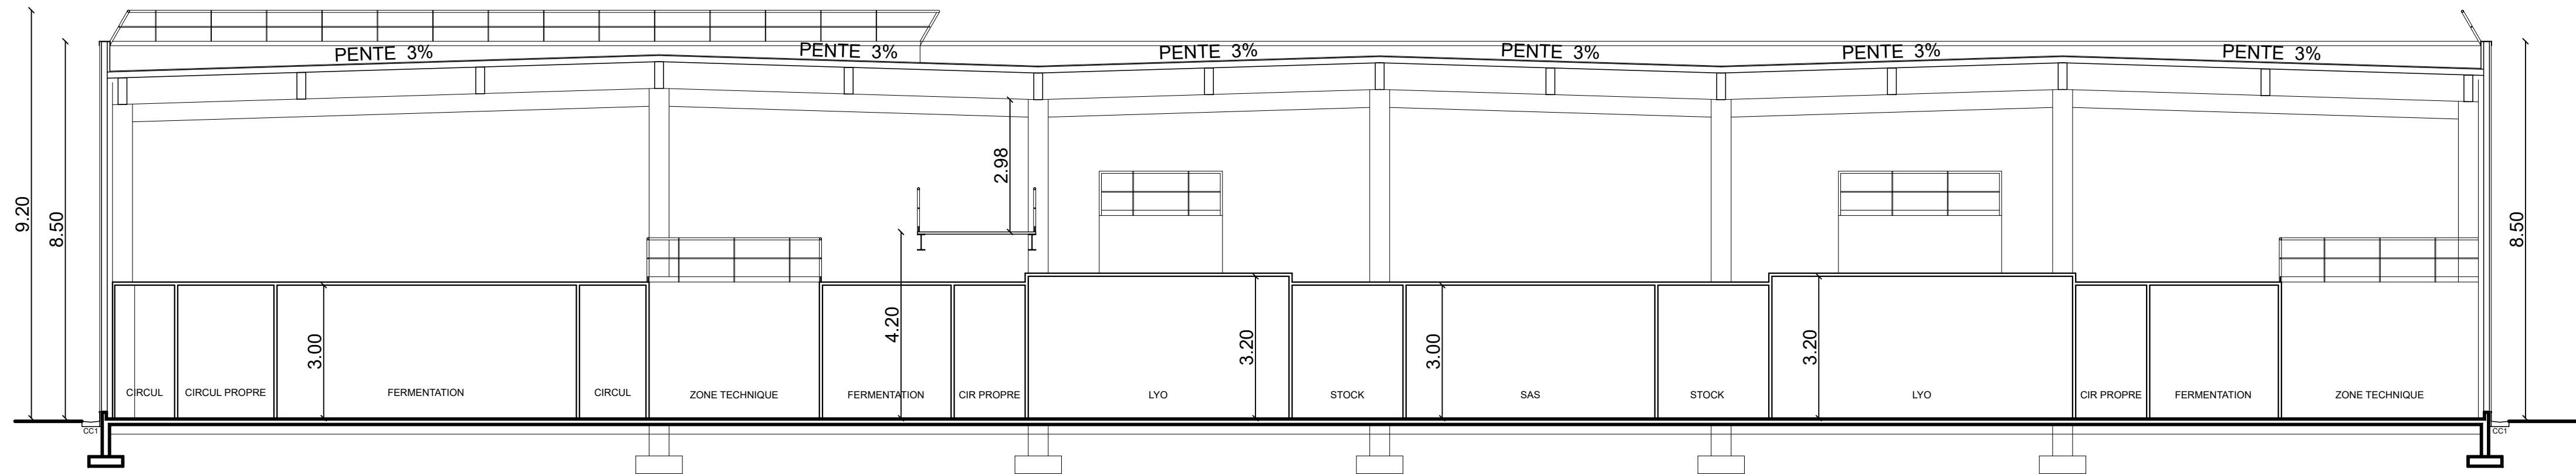 PENTE 3%
PENTE 3%
PENTE 3%
PENTE 3%
PENTE 3%
PENTE 3%
9.20
8.50
2.98
8.50
4.20
3.00
3.20
3.00
3.20
CIRCUL
CIRCUL PROPRE
FERMENTATION
CIRCUL
ZONE TECHNIQUE
FERMENTATION
CIR PROPRE
LYO
STOCK
SAS
STOCK
LYO
CIR PROPRE
FERMENTATION
ZONE TECHNIQUE
CC1
CC1